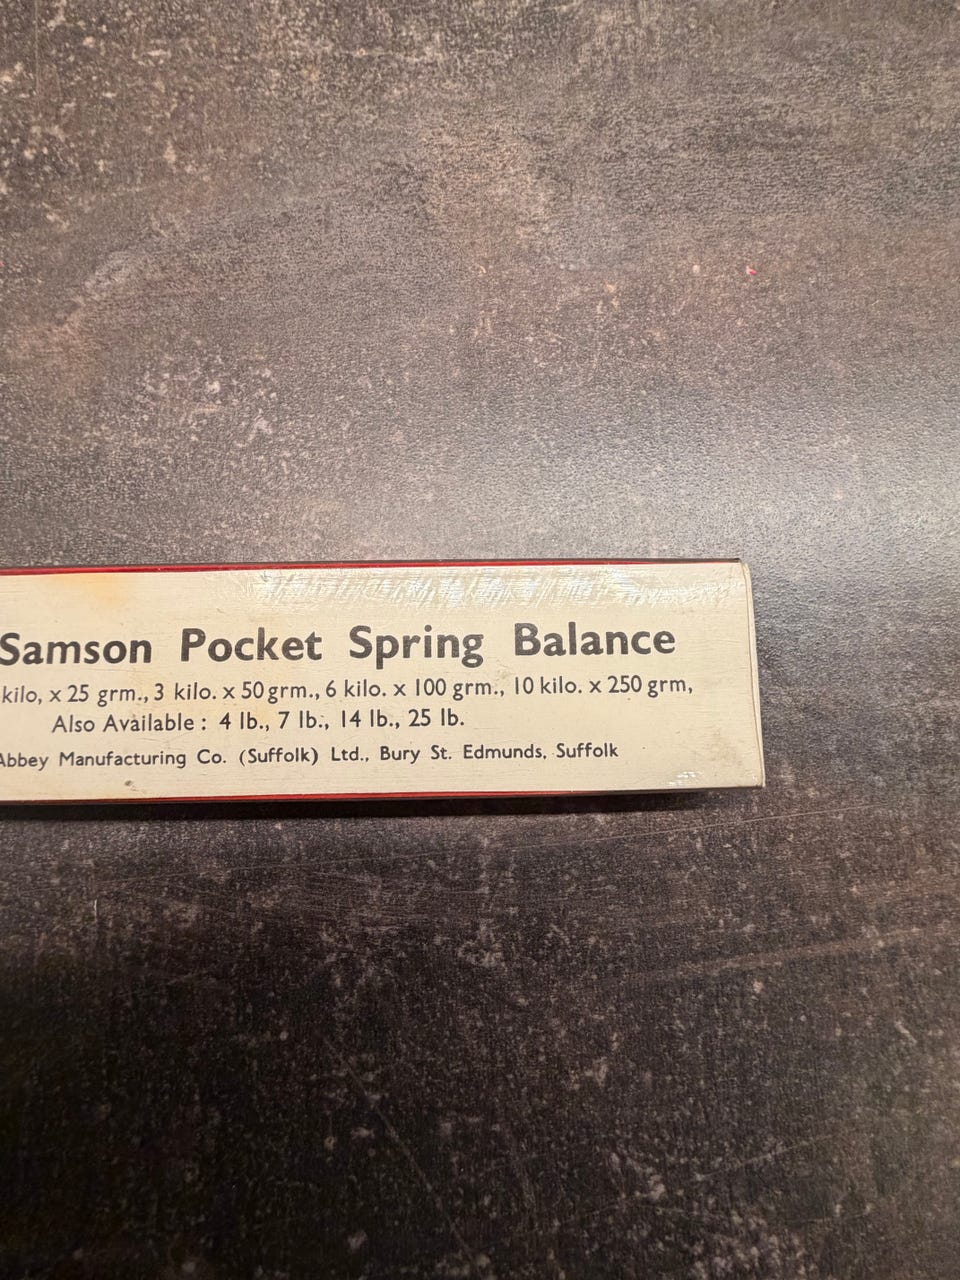 Samson Pocket Spring Balance
kilo, x 25 grm., 3 kilo. x 50 grm., 6 kilo. x 100 grm., 10 kilo. x 250 grm,
Also Available : 4 lb., 7 lb., 14 lb., 25 lb.
Abbey Manufacturing Co. (Suffolk) Ltd., Bury St. Edmunds, Suffolk